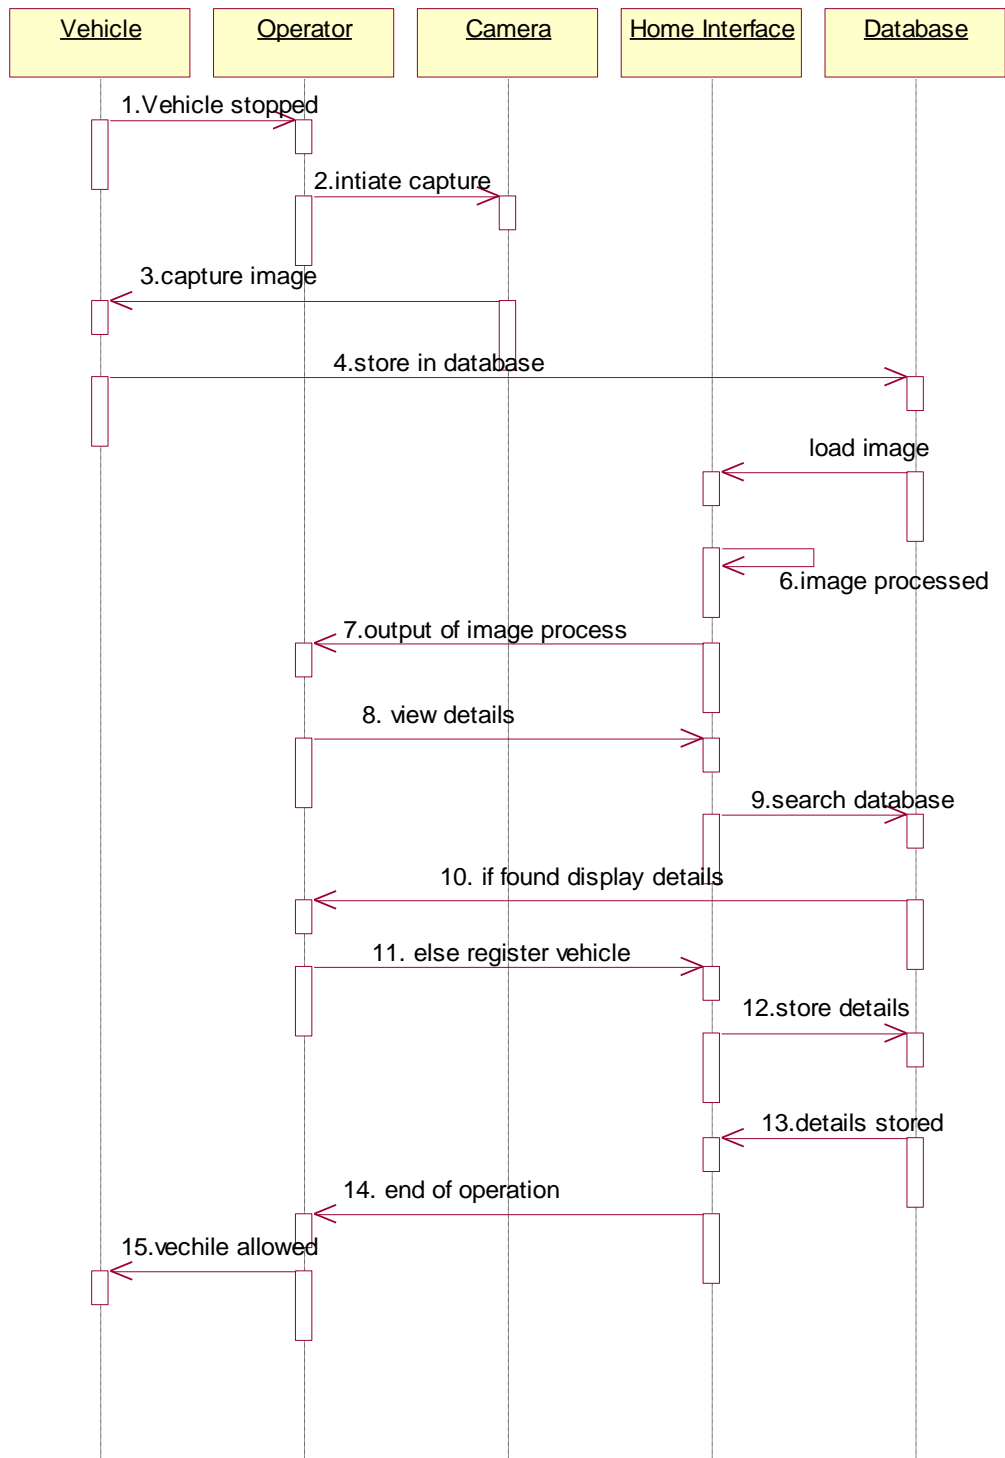 Vehicle
Operator
Camera
Home Interface
Database
1.Vehicle stopped
2.intiate capture
3.capture image
4.store in database
load image
6.image processed
7.output of image process
8. view details
9.search database
10. if found display details
11. else register vehicle
12.store details
13.details stored
14. end of operation
15.vechile allowed